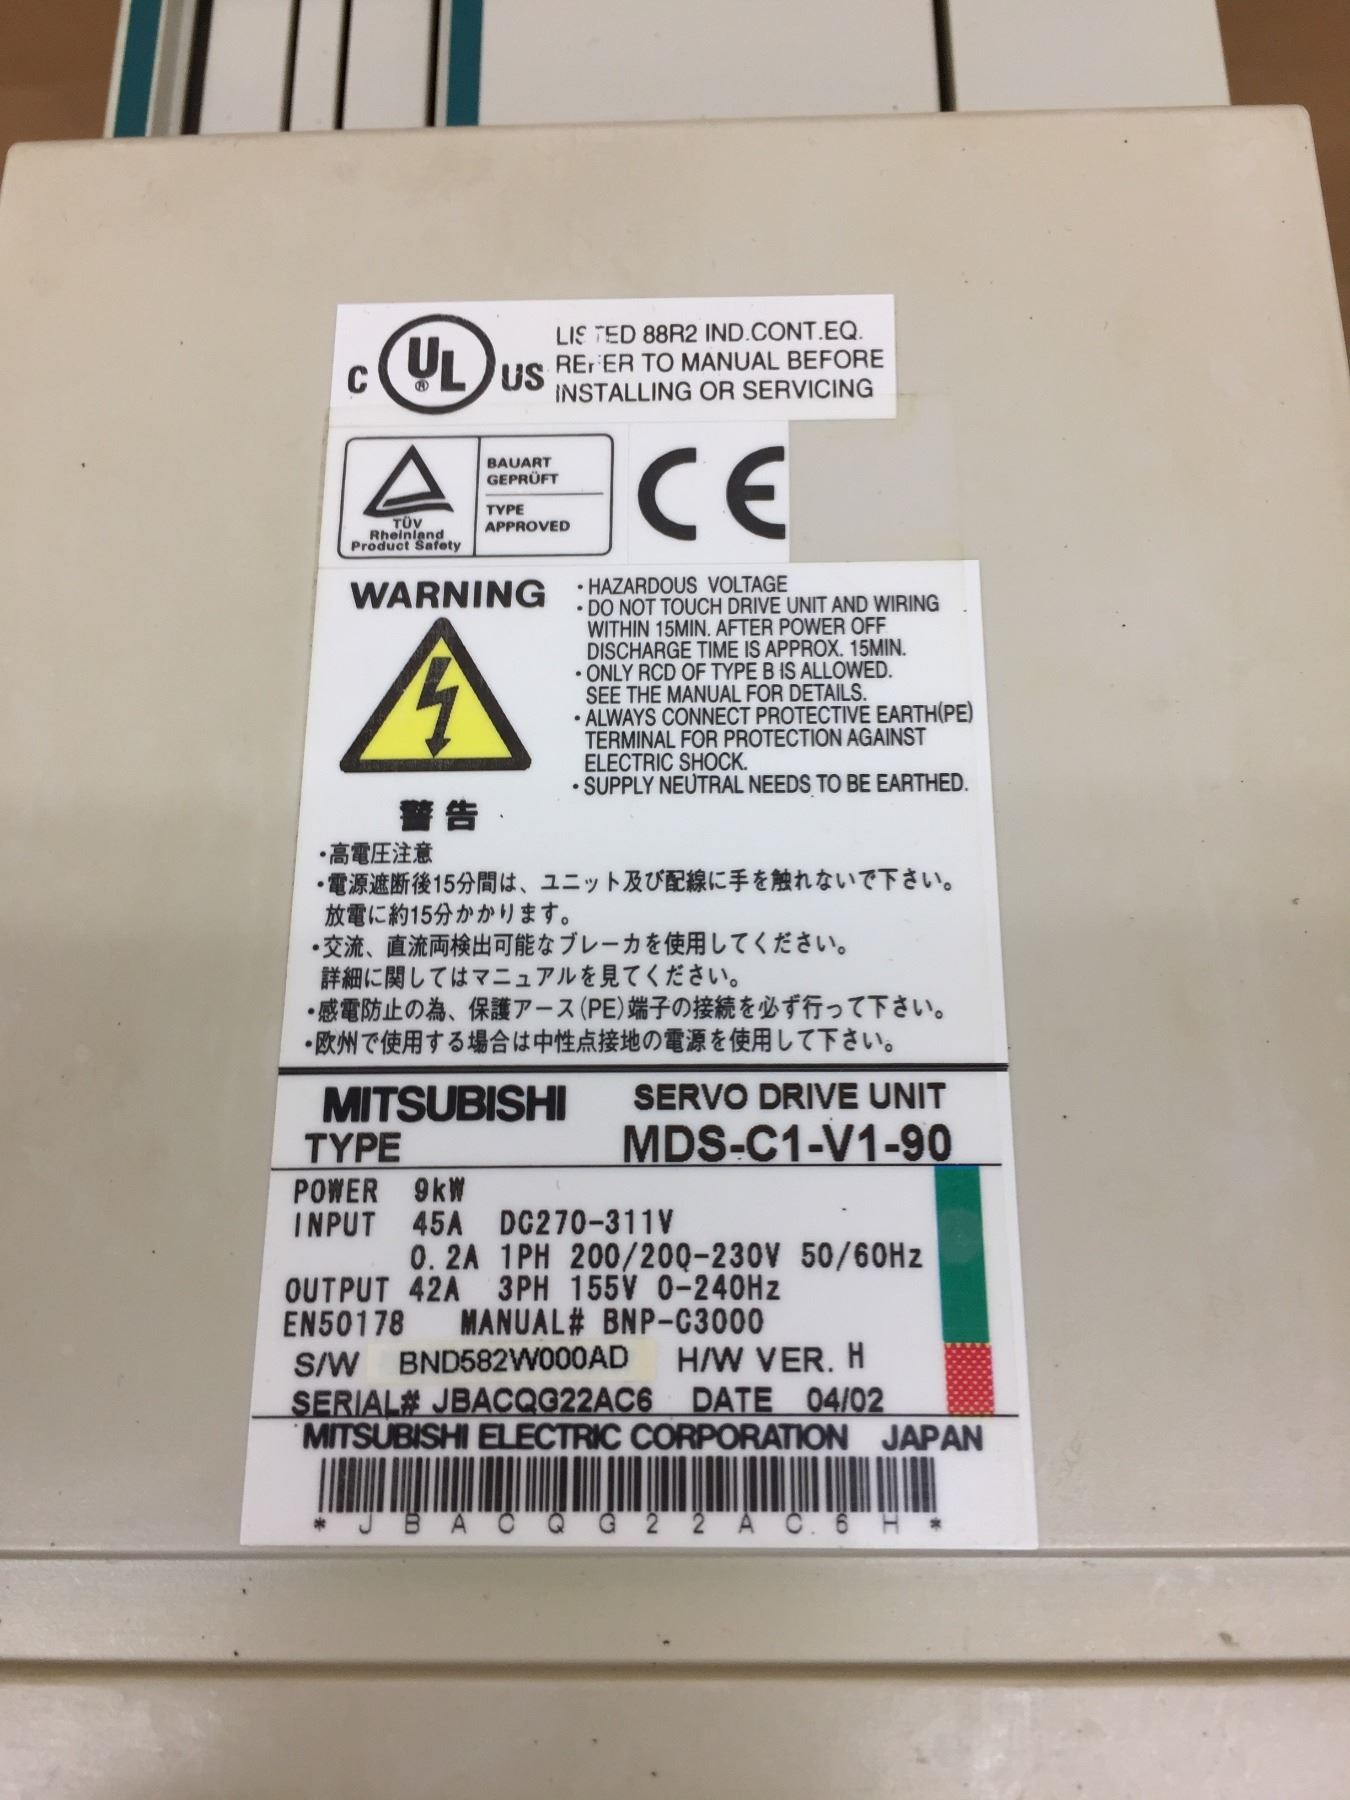 C UL ® US
LISTED 88R2 IND.CONT.EQ.
REFER TO MANUAL BEFORE
INSTALLING OR SERVICING
TÜV
Rheinland
Product Safety
BAUART
GEPRÜFT
TYPE
APPROVED
CE
WARNING
・HAZARDOUS VOLTAGE
・DO NOT TOUCH DRIVE UNIT AND WIRING
WITHIN 15MIN. AFTER POWER OFF
DISCHARGE TIME IS APPROX. 15MIN.
・ONLY RCD OF TYPE B IS ALLOWED.
SEE THE MANUAL FOR DETAILS.
・ALWAYS CONNECT PROTECTIVE EARTH(PE)
TERMINAL FOR PROTECTION AGAINST
ELECTRIC SHOCK.
・SUPPLY NEUTRAL NEEDS TO BE EARTHED.
警告
・高電圧注意
・電源遮断後15分間は、ユニット及び配線に手を触れないで下さい。
放電に約15分かかります。
・交流、直流両検出可能なブレーカを使用してください。
詳細に関してはマニュアルを見てください。
・感電防止の為、保護アース(PE)端子の接続を必ず行って下さい。
・欧州で使用する場合は中性点接地の電源を使用して下さい。
MITSUBISHI SERVO DRIVE UNIT
TYPE MDS-C1-V1-90
POWER 9kW
INPUT 45A DC270-311V
0.2A 1PH 200/200-230V 50/60Hz
OUTPUT 42A 3PH 155V 0-240Hz
EN50178 MANUAL# BNP-C3000
S/W BND582W000AD H/W VER. H
SERIAL# JBACQG22AC6 DATE 04/02
MITSUBISHI ELECTRIC CORPORATION JAPAN
* J B A C Q G 2 2 A C 6 H *